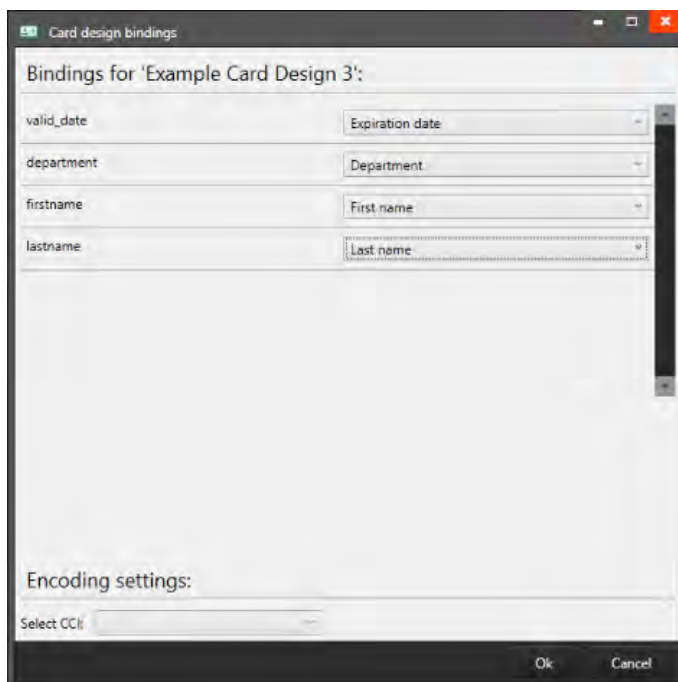 Card design bindings
Bindings for 'Example Card Design 3':
valid_date Expiration date
department Department
firstname First name
lastname Last name
Encoding settings:
Select CCI:
Ok Cancel